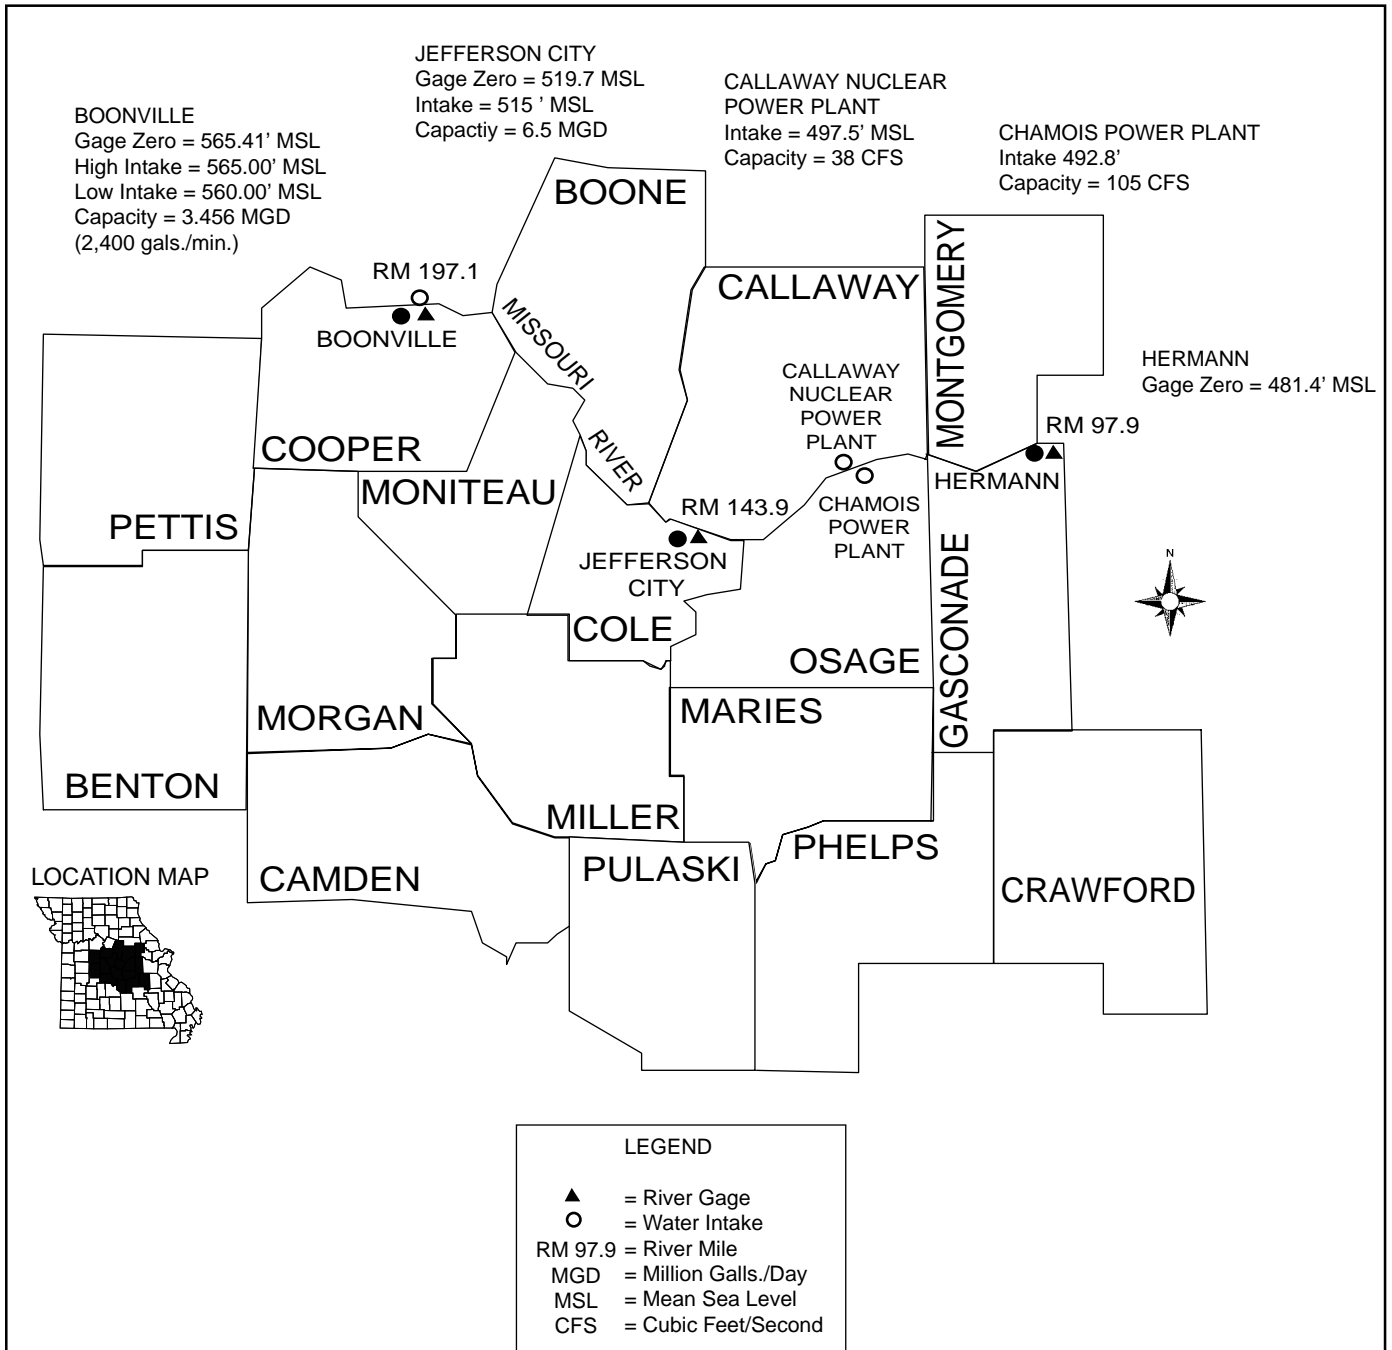 JEFFERSON CITY
Gage Zero = 519.7 MSL
Intake = 515 ' MSL
Capactiy = 6.5 MGD
CALLAWAY NUCLEAR
POWER PLANT
Intake = 497.5' MSL
Capacity = 38 CFS
BOONVILLE
Gage Zero = 565.41' MSL
High Intake = 565.00' MSL
Low Intake = 560.00' MSL
Capacity = 3.456 MGD
(2,400 gals./min.)
CHAMOIS POWER PLANT
Intake 492.8'
Capacity = 105 CFS
BOONE
RM 197.1
BOONVILLE
MISSOURI
RIVER
CALLAWAY
MONTGOMERY
HERMANN
Gage Zero = 481.4' MSL
CALLAWAY
NUCLEAR
POWER
PLANT
RM 97.9
HERMANN
COOPER
MONITEAU
PETTIS
RM 143.9
JEFFERSON
CITY
CHAMOIS
POWER
PLANT
N
COLE
OSAGE
GASCONADE
MORGAN
MARIES
BENTON
MILLER
PHELPS
CAMDEN
PULASKI
CRAWFORD
LOCATION MAP
LEGEND
= River Gage
= Water Intake
RM 97.9 = River Mile
MGD = Million Galls./Day
MSL = Mean Sea Level
CFS = Cubic Feet/Second